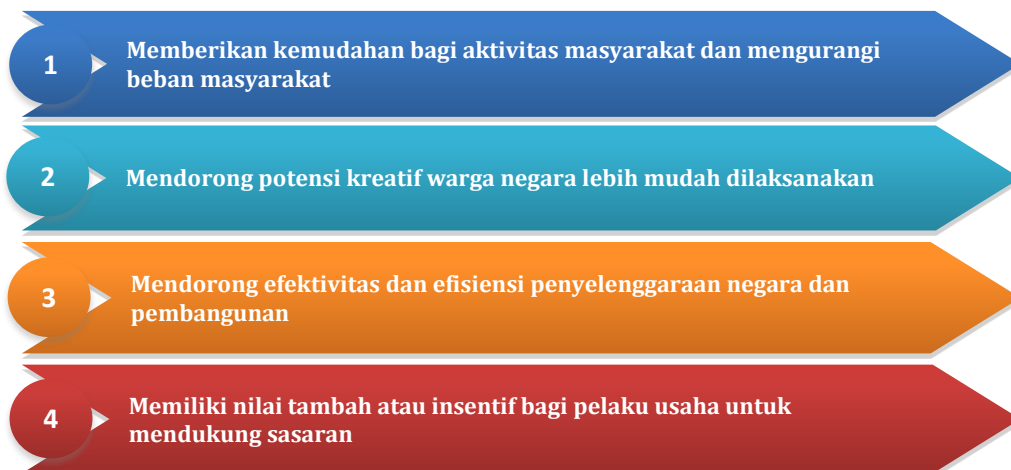 1
Memberikan kemudahan bagi aktivitas masyarakat dan mengurangi
beban masyarakat
2
Mendorong potensi kreatif warga negara lebih mudah dilaksanakan
3
Mendorong efektivitas dan efisiensi penyelenggaraan negara dan
pembangunan
4
Memiliki nilai tambah atau insentif bagi pelaku usaha untuk
mendukung sasaran